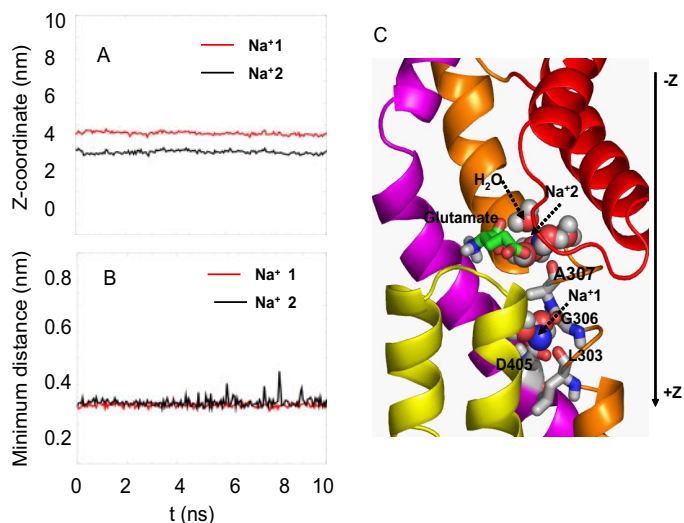 A
Na⁺1
Na⁺2
Z-coordinate (nm)
10
8
6
4
2
0
B
Na⁺ 1
Na⁺ 2
Minimum distance (nm)
0.8
0.6
0.4
0.2
0 2 4 6 8 10
t (ns)
C
-Z
H₂O
Na⁺2
Glutamate
A307
Na⁺1
G306
D405
L303
+Z